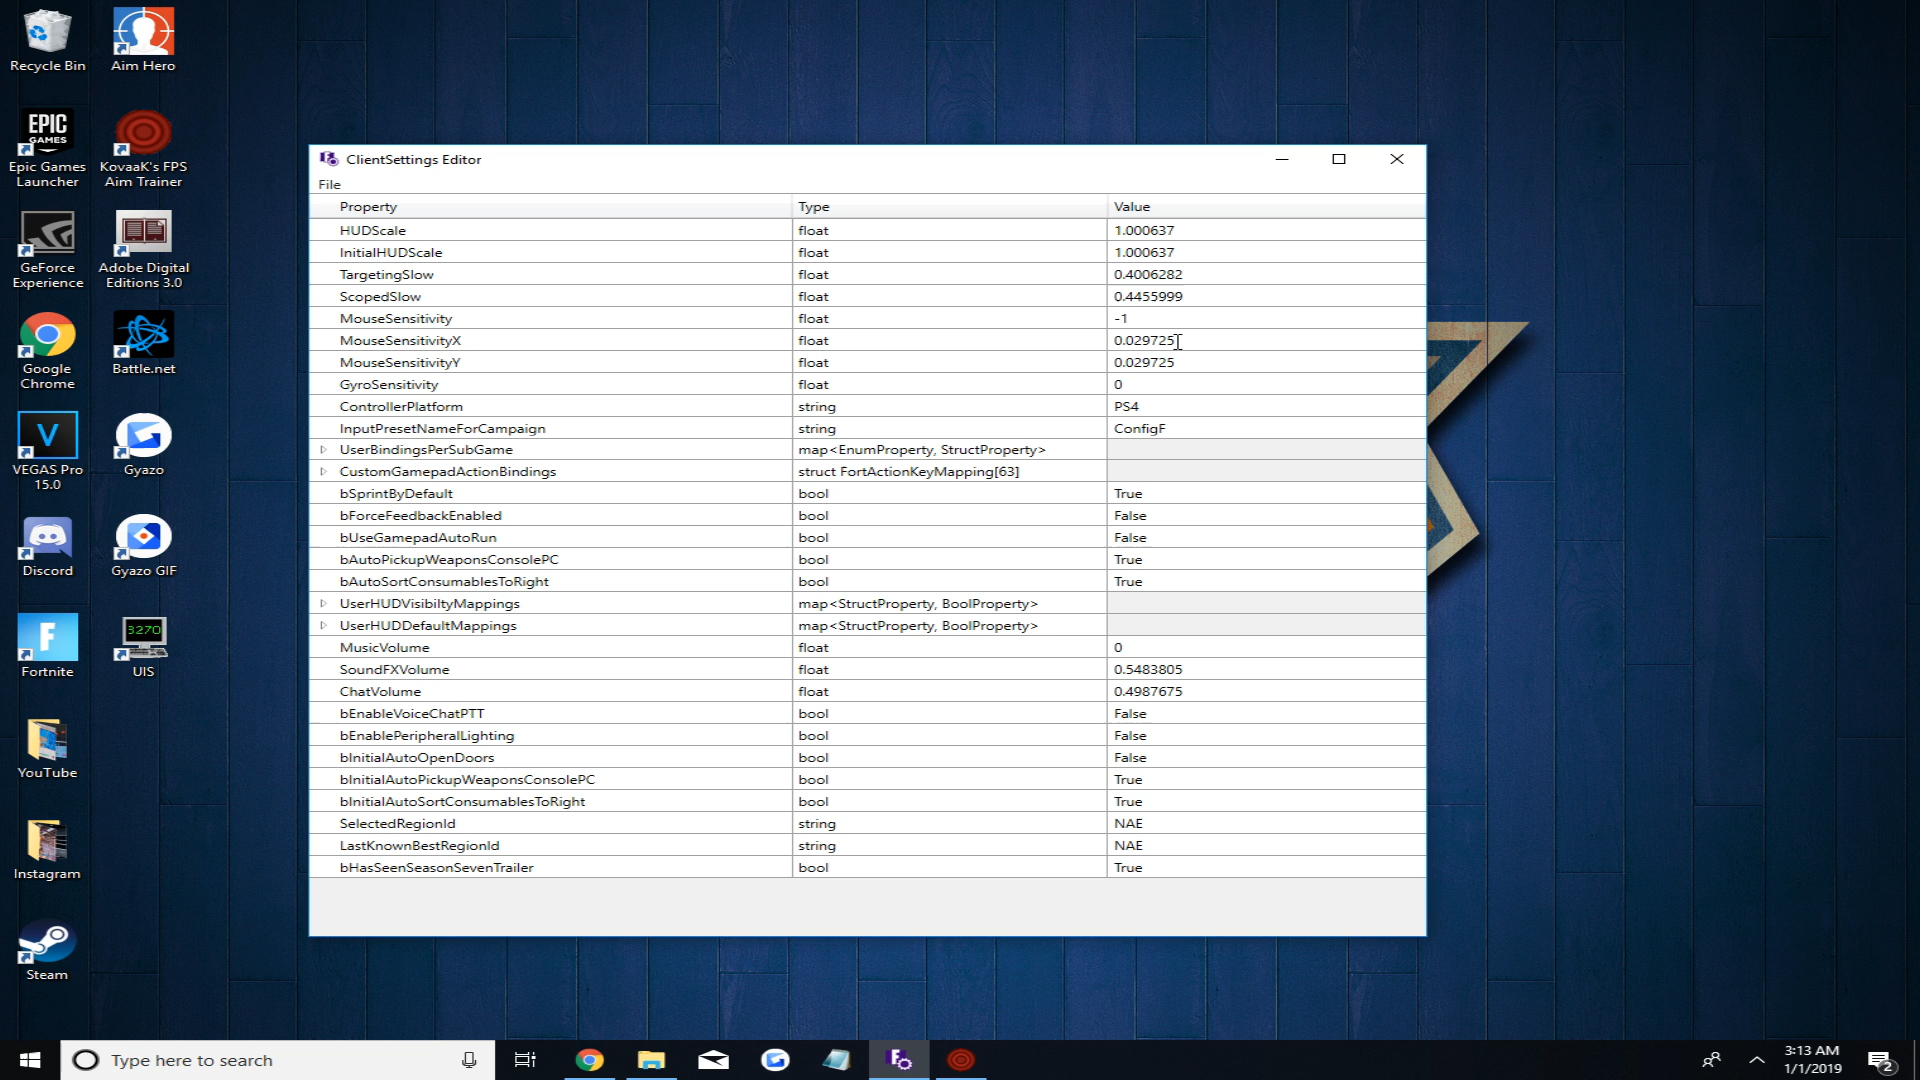 Recycle Bin
Aim Hero
EPIC
GAMES
Epic Games
Launcher
KovaaK's FPS
Aim Trainer
GeForce
Experience
Adobe Digital
Editions 3.0
Google
Chrome
Battle.net
V
VEGAS Pro
15.0
Gyazo
Discord
Gyazo GIF
F
Fortnite
3270
UIS
YouTube
Instagram
Steam
ClientSettings Editor
File
Property Type Value
HUDScale float 1.000637
InitialHUDScale float 1.000637
TargetingSlow float 0.4006282
ScopedSlow float 0.4455999
MouseSensitivity float -1
MouseSensitivityX float 0.029725
MouseSensitivityY float 0.029725
GyroSensitivity float 0
ControllerPlatform string PS4
InputPresetNameForCampaign string ConfigF
UserBindingsPerSubGame map<EnumProperty, StructProperty>
CustomGamepadActionBindings struct FortActionKeyMapping[63]
bSprintByDefault bool True
bForceFeedbackEnabled bool False
bUseGamepadAutoRun bool False
bAutoPickupWeaponsConsolePC bool True
bAutoSortConsumablesToRight bool True
UserHUDVisibiltyMappings map<StructProperty, BoolProperty>
UserHUDDefaultMappings map<StructProperty, BoolProperty>
MusicVolume float 0
SoundFXVolume float 0.5483805
ChatVolume float 0.4987675
bEnableVoiceChatPTT bool False
bEnablePeripheralLighting bool False
bInitialAutoOpenDoors bool False
bInitialAutoPickupWeaponsConsolePC bool True
bInitialAutoSortConsumablesToRight bool True
SelectedRegionId string NAE
LastKnownBestRegionId string NAE
bHasSeenSeasonSevenTrailer bool True
Type here to search
3:13 AM
1/1/2019
2